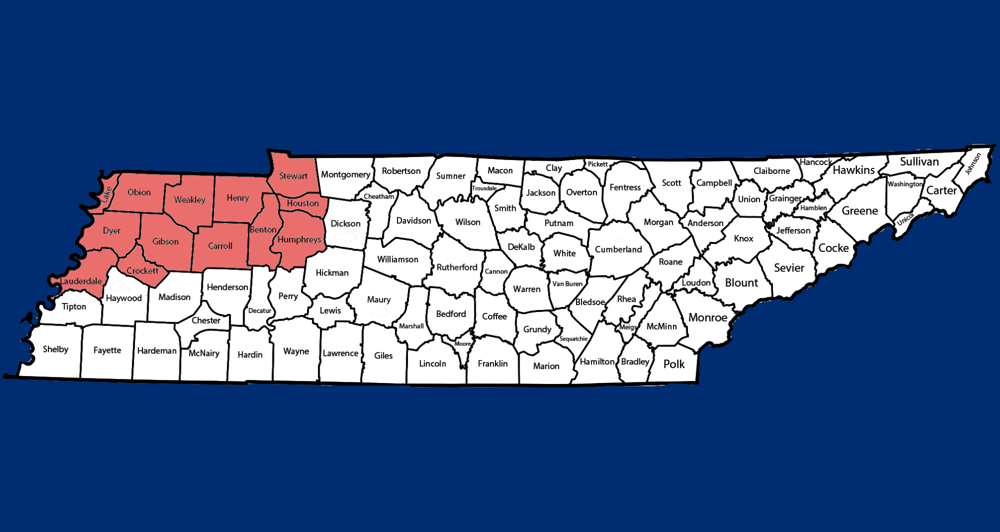 Lake
Obion
Weakley
Henry
Stewart
Houston
Montgomery
Robertson
Sumner
Macon
Trousdale
Clay
Pickett
Jackson
Overton
Fentress
Scott
Campbell
Claiborne
Hancock
Hawkins
Sullivan
Johnson
Washington
Carter
Unicoi
Greene
Hamblen
Grainger
Union
Anderson
Morgan
Putnam
Smith
Wilson
Davidson
Cheatham
Dickson
Humphreys
Benton
Carroll
Gibson
Dyer
Crockett
Lauderdale
Tipton
Haywood
Madison
Henderson
Decatur
Perry
Hickman
Williamson
Rutherford
Cannon
DeKalb
White
Cumberland
Roane
Knox
Jefferson
Cocke
Sevier
Blount
Loudon
Rhea
Bledsoe
Van Buren
Warren
Coffee
Bedford
Marshall
Maury
Lewis
Chester
Shelby
Fayette
Hardeman
McNairy
Hardin
Wayne
Lawrence
Giles
Lincoln
Moore
Franklin
Grundy
Marion
Sequatchie
Hamilton
Meigs
Bradley
McMinn
Polk
Monroe